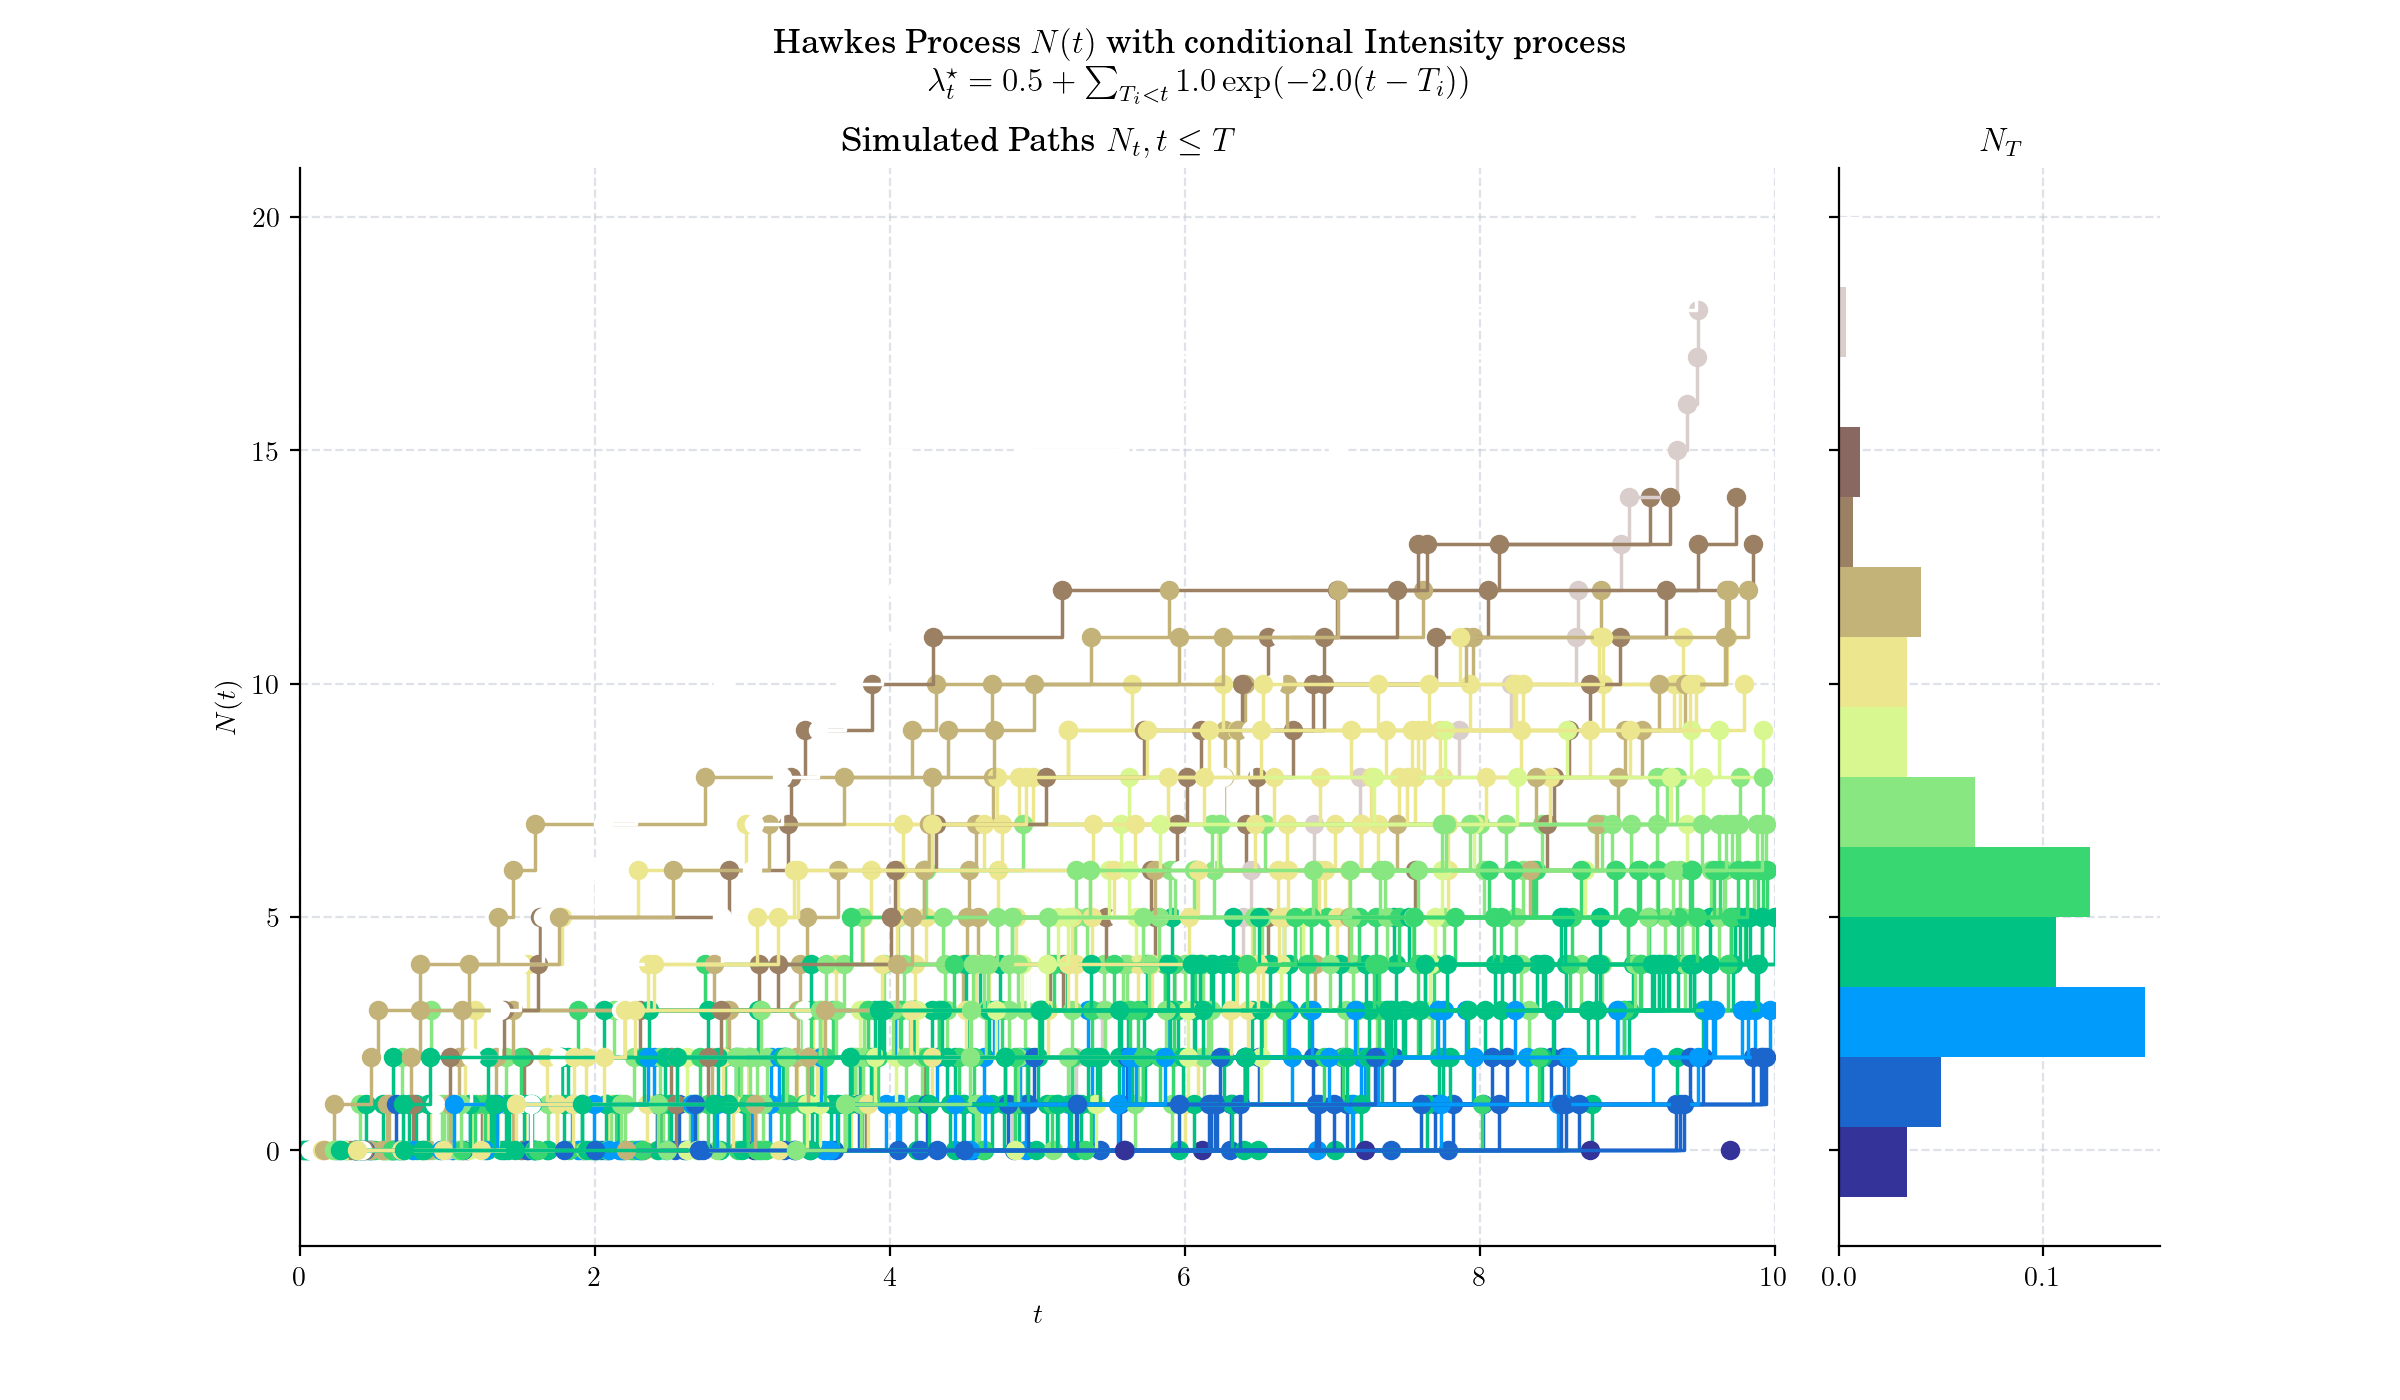 Hawkes Process N(t) with conditional Intensity process
λ_t^⋆ = 0.5 + ∑_{T_i<t} 1.0 exp(−2.0(t − T_i))
Simulated Paths N_t, t ≤ T
N_T
20
15
10
5
0
N(t)
0 2 4 6 8 10
t
0.0 0.1